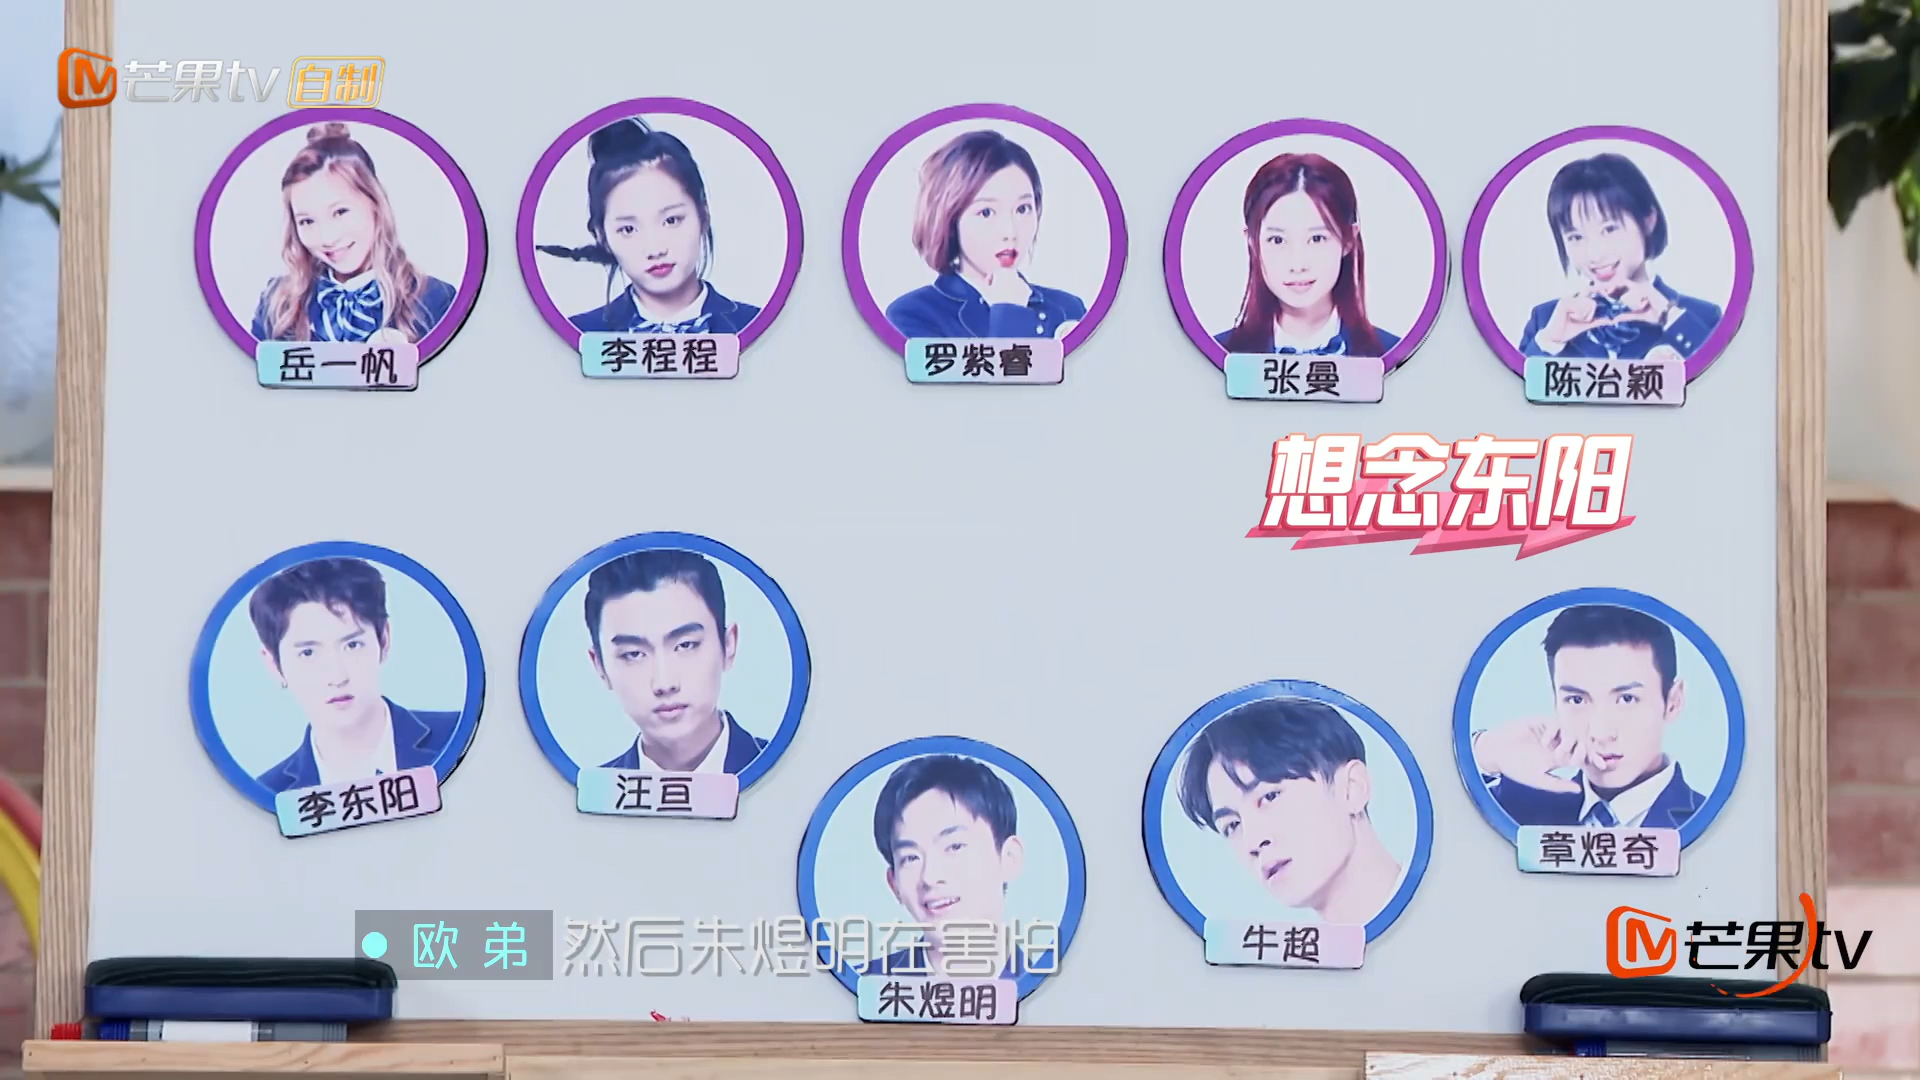 芒果tv 自制
岳一帆
李程程
罗紫睿
张曼
陈治颖
想念东阳
李东阳
汪亘
朱煜明
牛超
章煜奇
欧弟 然后朱煜明在害怕
芒果tv